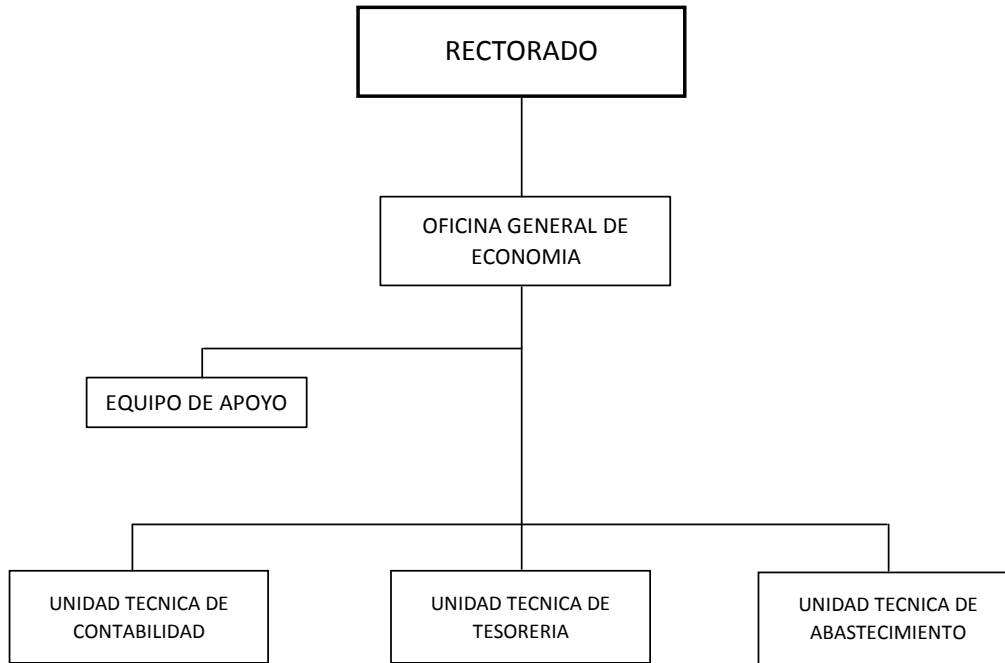 RECTORADO
OFICINA GENERAL DE
ECONOMIA
EQUIPO DE APOYO
UNIDAD TECNICA DE
CONTABILIDAD
UNIDAD TECNICA DE
TESORERIA
UNIDAD TECNICA DE
ABASTECIMIENTO